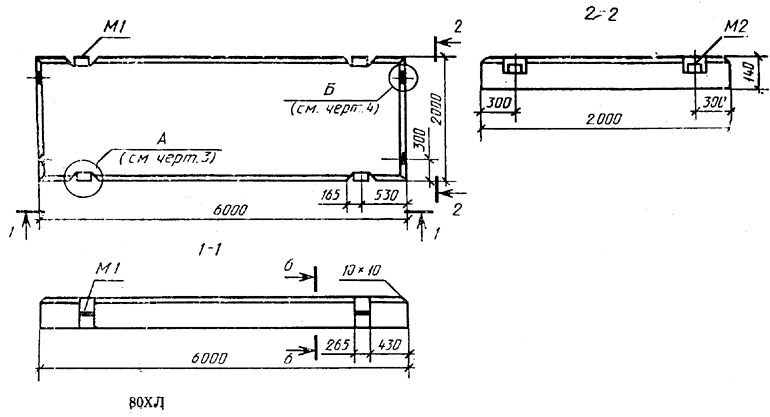 М1
2
2-2
М2
Б
(см. черт.4)
2000
300
А
(см черт.3)
165
530
6000
1
1
2
140
300
300
2000
1-1
М1
б
10×10
б
265
430
6000
80ХЛ